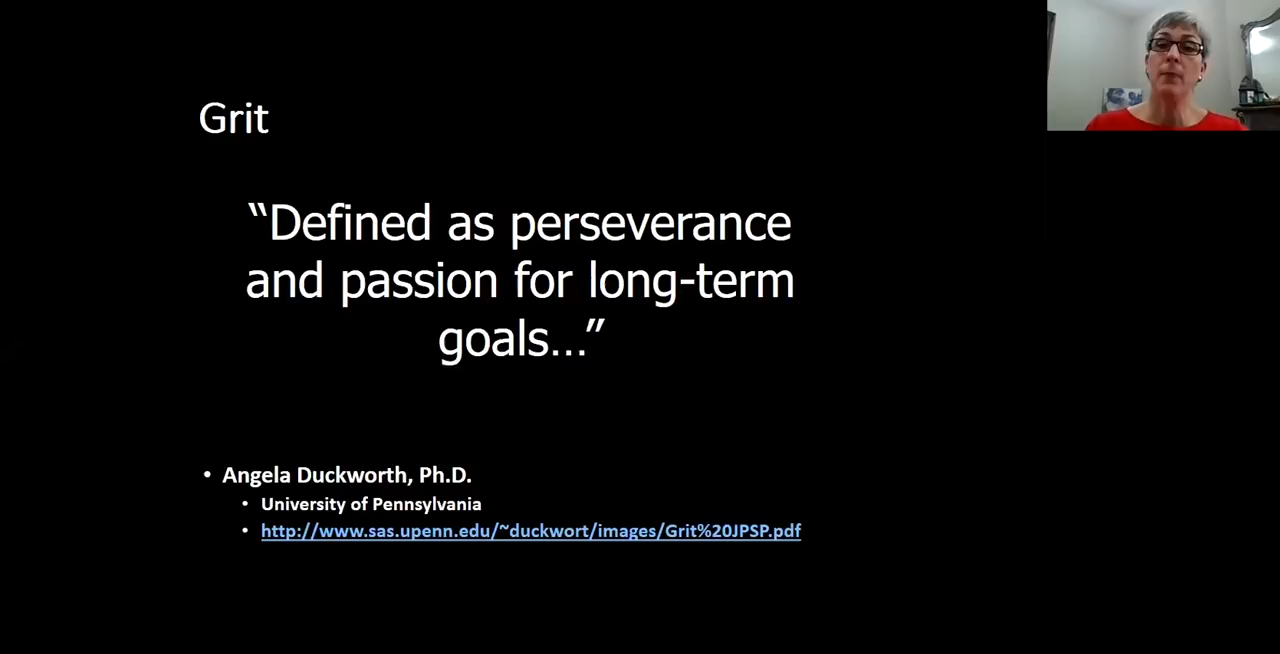 Grit
“Defined as perseverance
and passion for long-term
goals…”
• Angela Duckworth, Ph.D.
• University of Pennsylvania
• http://www.sas.upenn.edu/~duckwort/images/Grit%20JPSP.pdf